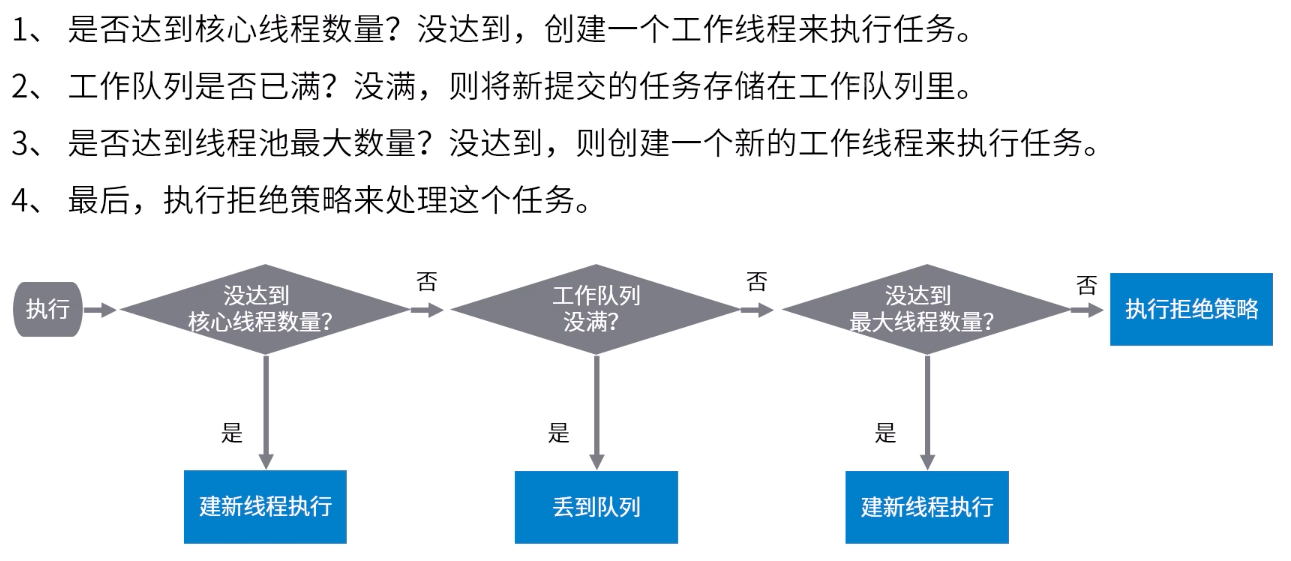 1、 是否达到核心线程数量？没达到，创建一个工作线程来执行任务。
2、 工作队列是否已满？没满，则将新提交的任务存储在工作队列里。
3、 是否达到线程池最大数量？没达到，则创建一个新的工作线程来执行任务。
4、 最后，执行拒绝策略来处理这个任务。
执行
没达到
核心线程数量？
否
工作队列
没满？
否
没达到
最大线程数量？
否
执行拒绝策略
是
是
是
建新线程执行
丢到队列
建新线程执行